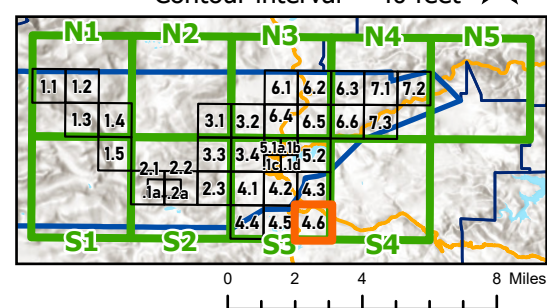 Contour Interval = 40 feet
N1 N2 N3 N4 N5
1.1 1.2 6.1 6.2 6.3 7.1 7.2
1.3 1.4 3.1 3.2 6.4 6.5 6.6 7.3
1.5 3.3 3.4 5.1a .1b 5.2
2.1 2.2 .1c .1d
.1a .2a 2.3 4.1 4.2 4.3
4.4 4.5 4.6
S1 S2 S3 S4
0 2 4 8 Miles